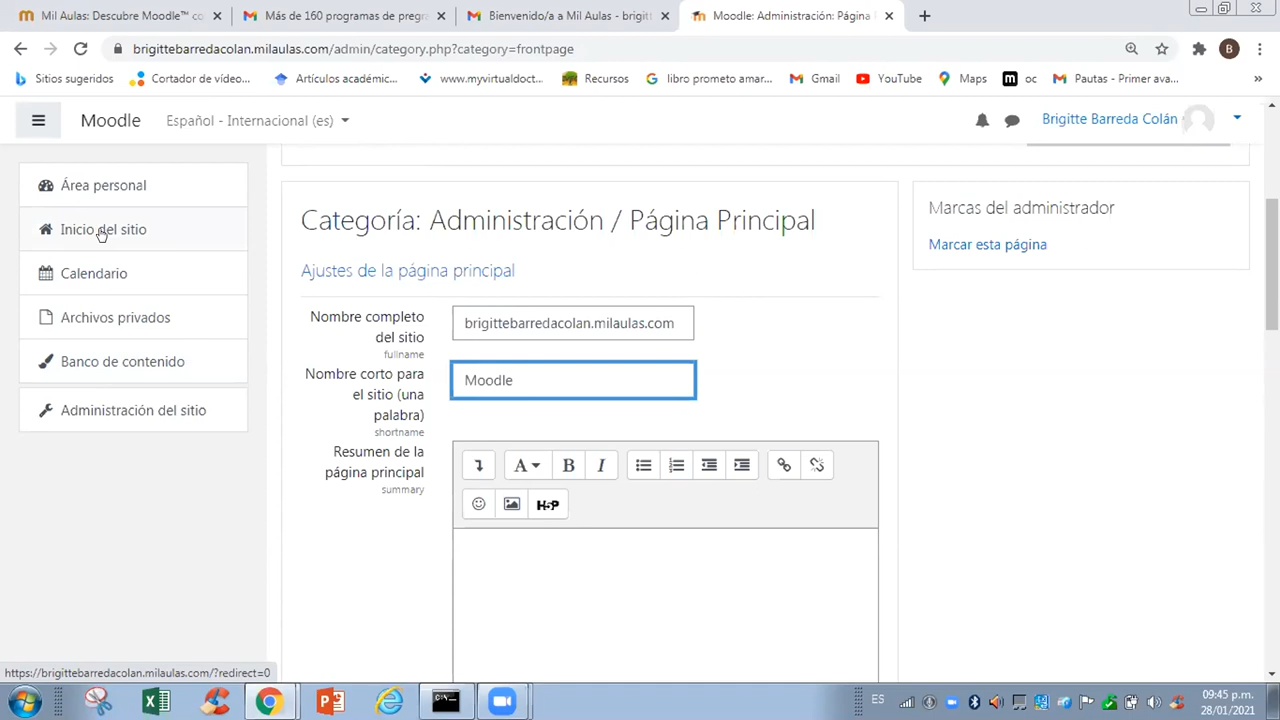 Mil Aulas: Descubre Moodle™ co
Más de 160 programas de pregr
Bienvenido/a a Mil Aulas - brigitt
Moodle: Administración: Página P
brigittebarredacolan.milaulas.com/admin/category.php?category=frontpage
B
Sitios sugeridos
Cortador de vídeo...
Artículos académic...
www.myvirtualdoct...
Recursos
libro prometo amar...
Gmail
YouTube
Maps
m oc
Pautas - Primer ava...
»
Moodle
Español - Internacional (es)
Brigitte Barreda Colán
Área personal
Inicio del sitio
Calendario
Archivos privados
Banco de contenido
Administración del sitio
Categoría: Administración / Página Principal
Ajustes de la página principal
Nombre completo
del sitio
fullname
brigittebarredacolan.milaulas.com
Nombre corto para
el sitio (una
palabra)
shortname
Moodle
Resumen de la
página principal
summary
A B I
H5P
Marcas del administrador
Marcar esta página
https://brigittebarredacolan.milaulas.com/?redirect=0
ES
09:45 p.m.
28/01/2021